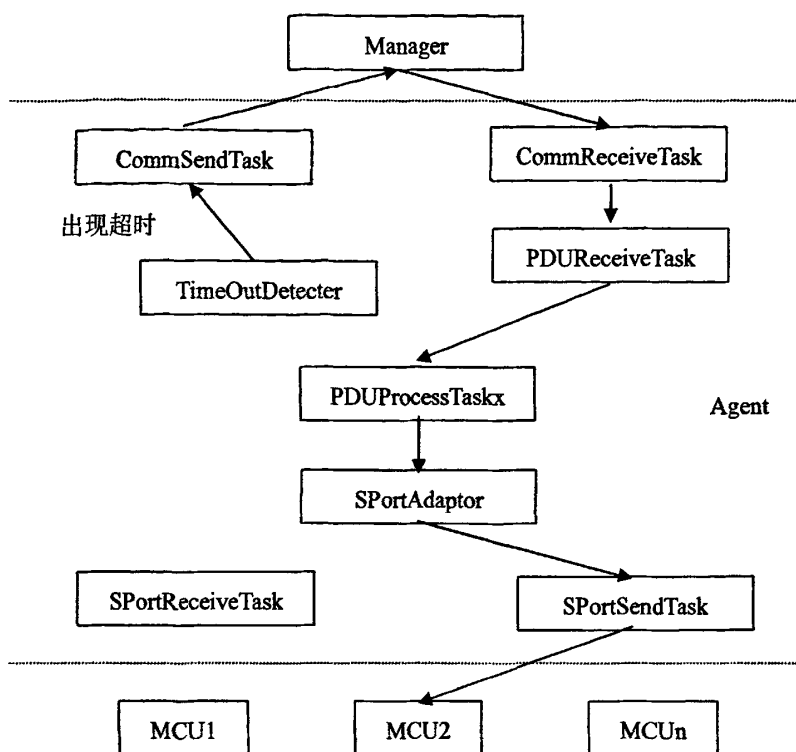 Manager
CommSendTask
CommReceiveTask
出现超时
PDUReceiveTask
TimeOutDetecter
PDUProcessTaskx
Agent
SPortAdaptor
SPortReceiveTask
SPortSendTask
MCU1
MCU2
MCUn